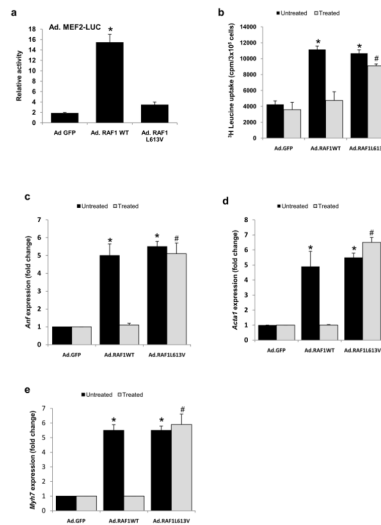 a
Ad. MEF2-LUC
Relative activity
18
16
14
12
10
8
6
4
2
*
Ad GFP
Ad. RAF1 WT
Ad. RAF1
L613V
b
Untreated Treated
³H Leucine uptake (cpm/3x10⁵ cells)
14000
12000
10000
8000
6000
4000
2000
0
* * #
Ad.GFP
Ad.RAF1WT
Ad.RAF1L613V
c
Untreated Treated
Anf expression (fold change)
7
6
5
4
3
2
1
0
* * #
Ad.GFP
Ad.RAF1WT
Ad.RAF1L613V
d
Untreated Treated
Acta1 expression (fold change)
8
7
6
5
4
3
2
1
0
* * #
Ad.GFP
Ad.RAF1WT
Ad.RAF1L613V
e
Untreated Treated
Myh7 expression (fold change)
7
6
5
4
3
2
1
0
* * #
Ad.GFP
Ad.RAF1WT
Ad.RAF1L613V